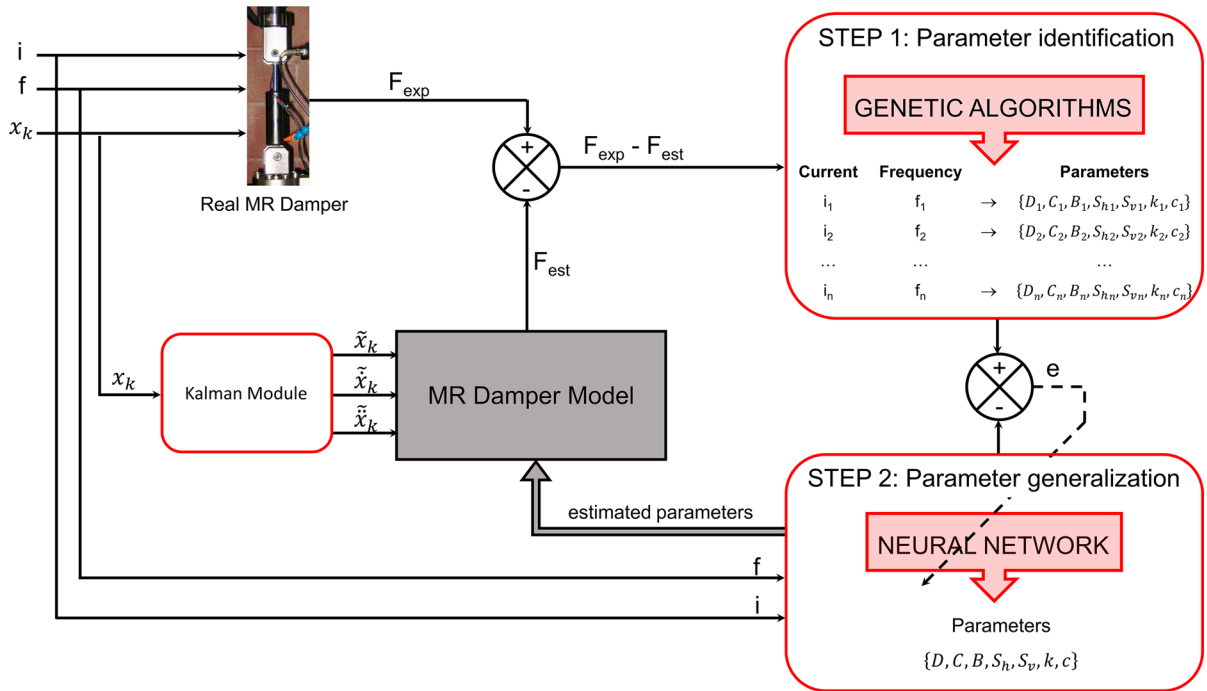 i
f
x_k
Real MR Damper
F_exp
+
-
F_exp - F_est
F_est
STEP 1: Parameter identification
GENETIC ALGORITHMS
Current Frequency Parameters
i_1 f_1 → {D_1, C_1, B_1, S_h1, S_v1, k_1, c_1}
i_2 f_2 → {D_2, C_2, B_2, S_h2, S_v2, k_2, c_2}
... ... ...
i_n f_n → {D_n, C_n, B_n, S_hn, S_vn, k_n, c_n}
x_k
Kalman Module
x̃_k
ẋ̃_k
ẍ̃_k
MR Damper Model
+
-
e
estimated parameters
f
i
STEP 2: Parameter generalization
NEURAL NETWORK
Parameters
{D, C, B, S_h, S_v, k, c}